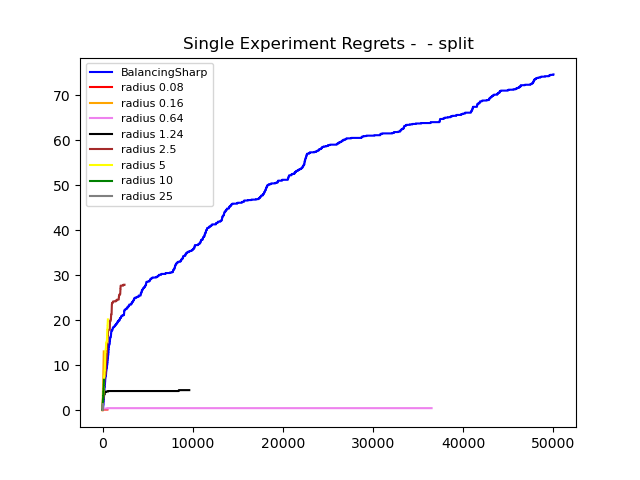 Single Experiment Regrets -  - split
BalancingSharp
radius 0.08
radius 0.16
radius 0.64
radius 1.24
radius 2.5
radius 5
radius 10
radius 25
70
60
50
40
30
20
10
0
0 10000 20000 30000 40000 50000